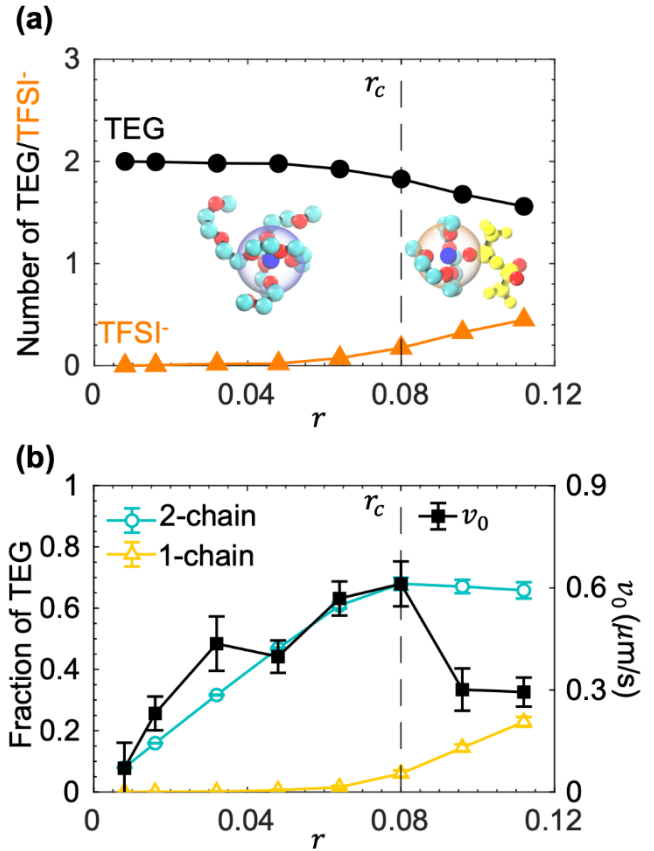 (a)
3
2
1
0
Number of TEG/TFSI⁻
TEG
TFSI⁻
r_c
0 0.04 0.08 0.12
r
(b)
1
0.8
0.6
0.4
0.2
0
Fraction of TEG
2-chain
1-chain
r_c
v₀
0.9
0.6
0.3
0
v₀ (μm/s)
0 0.04 0.08 0.12
r